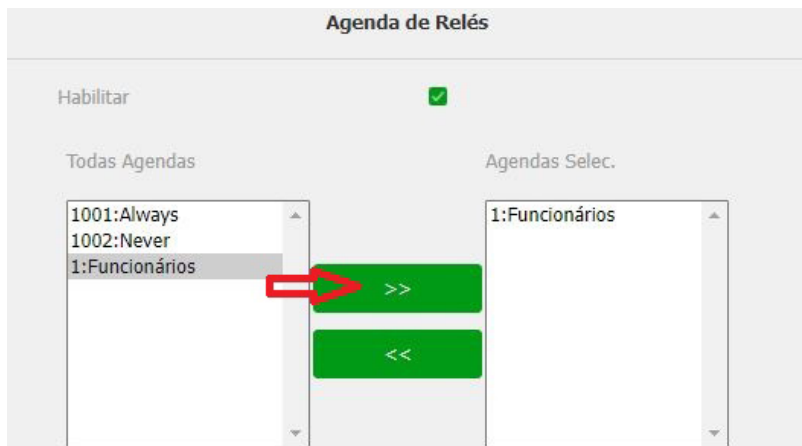 Agenda de Relés
Habilitar
Todas Agendas
Agendas Selec.
1001:Always
1002:Never
1:Funcionários
>>
<<
1:Funcionários